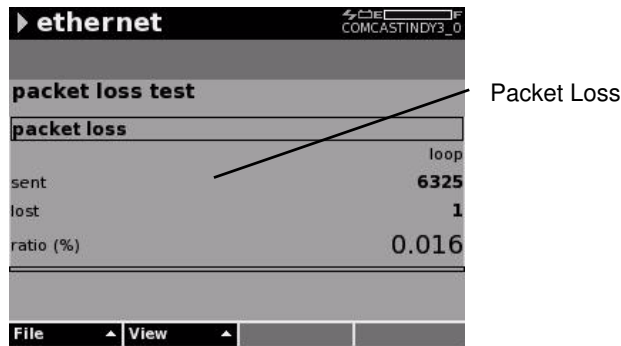 ethernet
E F
COMCASTINDY3_0
packet loss test
packet loss
Packet Loss
loop
sent 6325
lost 1
ratio (%) 0.016
File View